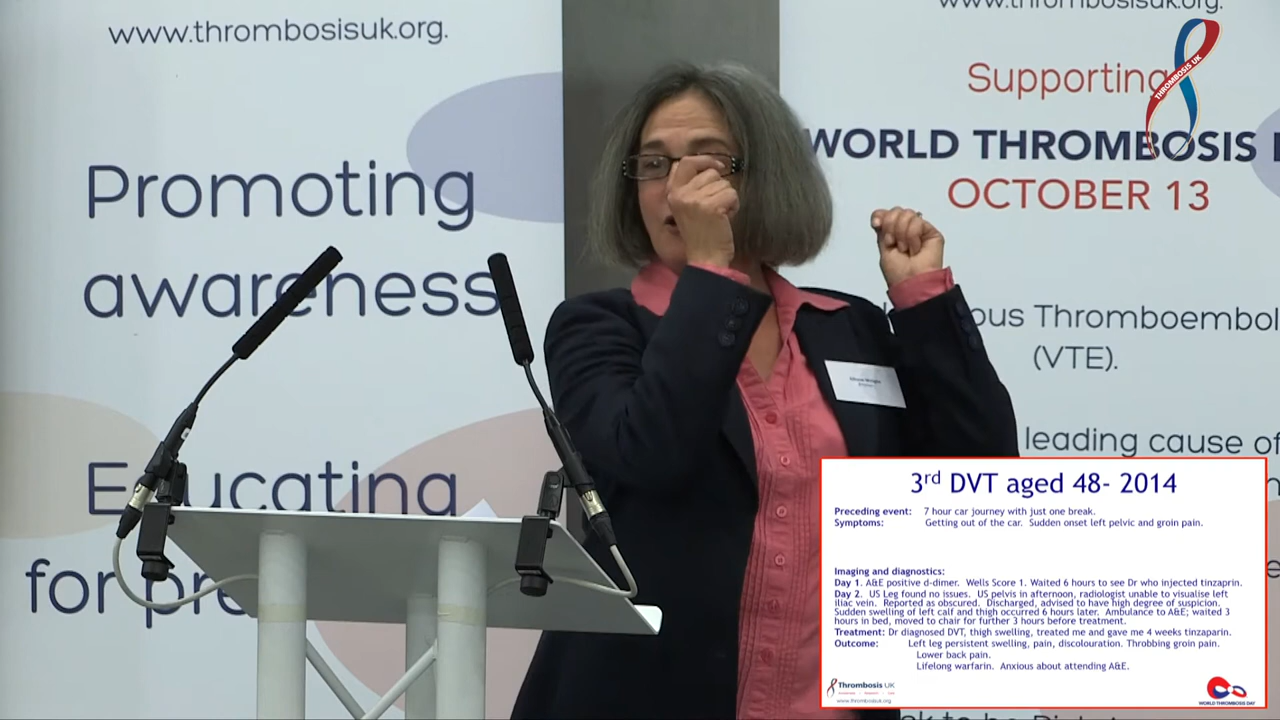 www.thrombosisuk.org.
Promoting
awareness
Educating
for pre
www.thrombosisuk.org.
Supporting
WORLD THROMBOSIS
OCTOBER 13
ous Thromboembol
(VTE).
leading cause of
THROMBOSIS UK
3rd DVT aged 48- 2014
Preceding event: 7 hour car journey with just one break.
Symptoms: Getting out of the car. Sudden onset left pelvic and groin pain.
Imaging and diagnostics:
Day 1. A&E positive d-dimer. Wells Score 1. Waited 6 hours to see Dr who injected tinzaprin.
Day 2. US Leg found no issues. US pelvis in afternoon, radiologist unable to visualise left
iliac vein. Reported as obscured. Discharged, advised to have high degree of suspicion.
Sudden swelling of left calf and thigh occurred 6 hours later. Ambulance to A&E; waited 3
hours in bed, moved to chair for further 3 hours before treatment.
Treatment: Dr diagnosed DVT, thigh swelling, treated me and gave me 4 weeks tinzaparin.
Outcome: Left leg persistent swelling, pain, discolouration. Throbbing groin pain.
Lower back pain.
Lifelong warfarin. Anxious about attending A&E.
Thrombosis UK
www.thrombosisuk.org
WORLD THROMBOSIS DAY